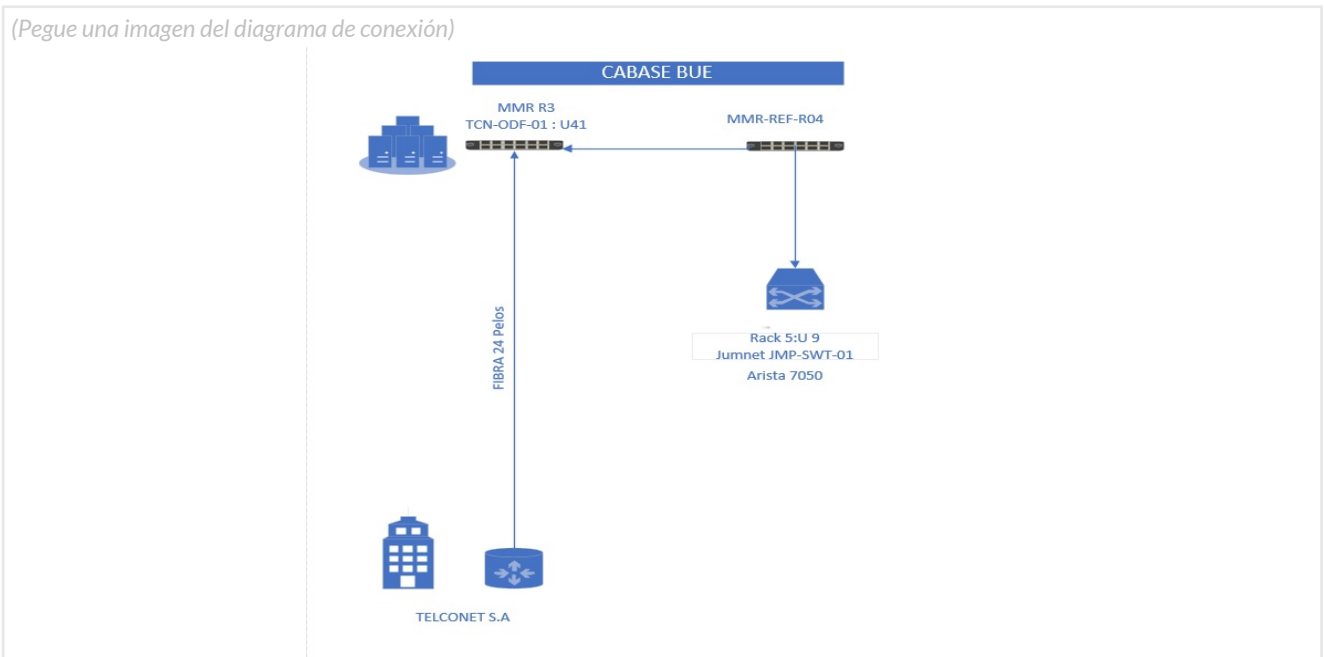 (Pegue una imagen del diagrama de conexión)
CABASE BUE
MMR R3
TCN-ODF-01 : U41
MMR-REF-R04
FIBRA 24 Pelos
Rack 5:U 9
Jumnet JMP-SWT-01
Arista 7050
TELCONET S.A